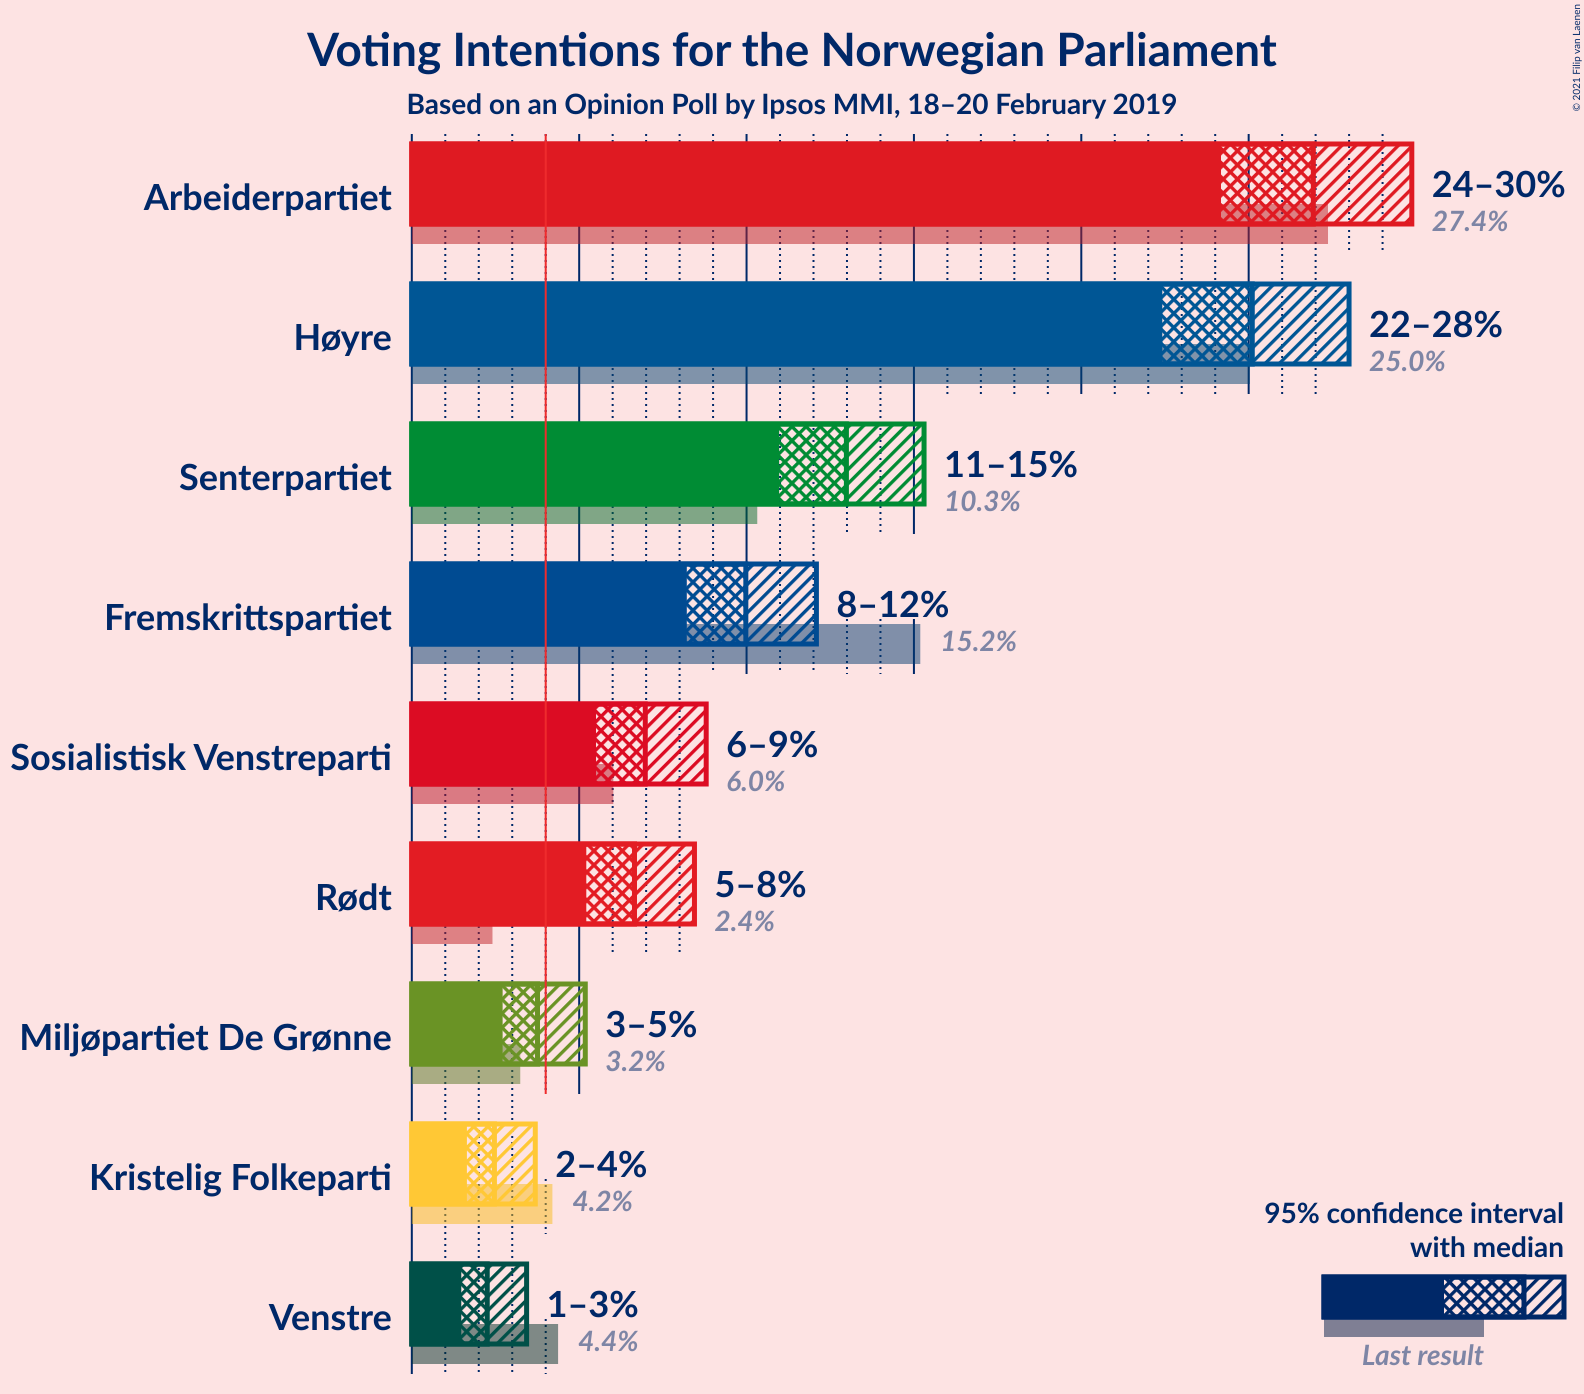 Voting Intentions for the Norwegian Parliament
Based on an Opinion Poll by Ipsos MMI, 18–20 February 2019
© 2021 Filip van Laenen
Arbeiderpartiet
24–30%
27.4%
Høyre
22–28%
25.0%
Senterpartiet
11–15%
10.3%
Fremskrittspartiet
8–12%
15.2%
Sosialistisk Venstreparti
6–9%
6.0%
Rødt
5–8%
2.4%
Miljøpartiet De Grønne
3–5%
3.2%
Kristelig Folkeparti
2–4%
4.2%
Venstre
1–3%
4.4%
95% confidence interval
with median
Last result